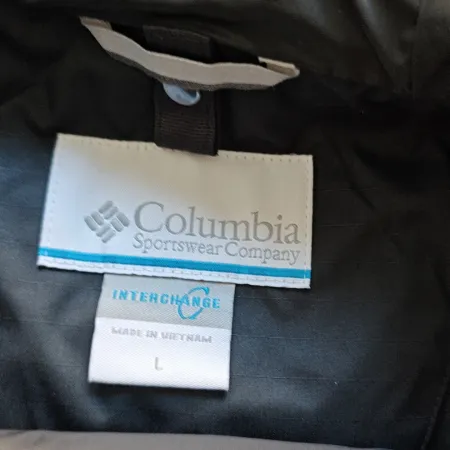 Columbia
Sportswear Company
INTERCHANGE
MADE IN VIETNAM
L